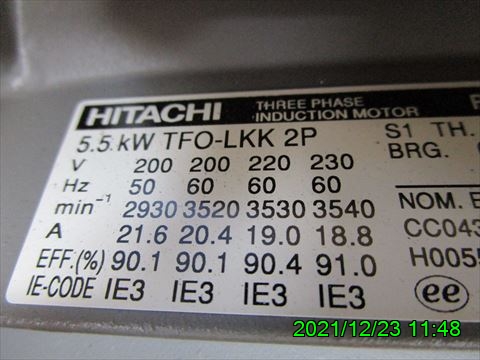 HITACHI THREE PHASE
INDUCTION MOTOR
5.5 kW TFO-LKK 2P S1 TH.
BRG.
V 200 200 220 230
Hz 50 60 60 60
min⁻¹ 2930 3520 3530 3540 NOM.
A 21.6 20.4 19.0 18.8 CC043
EFF.(%) 90.1 90.1 90.4 91.0 H0055
IE-CODE IE3 IE3 IE3 IE3 ee
2021/12/23 11:48